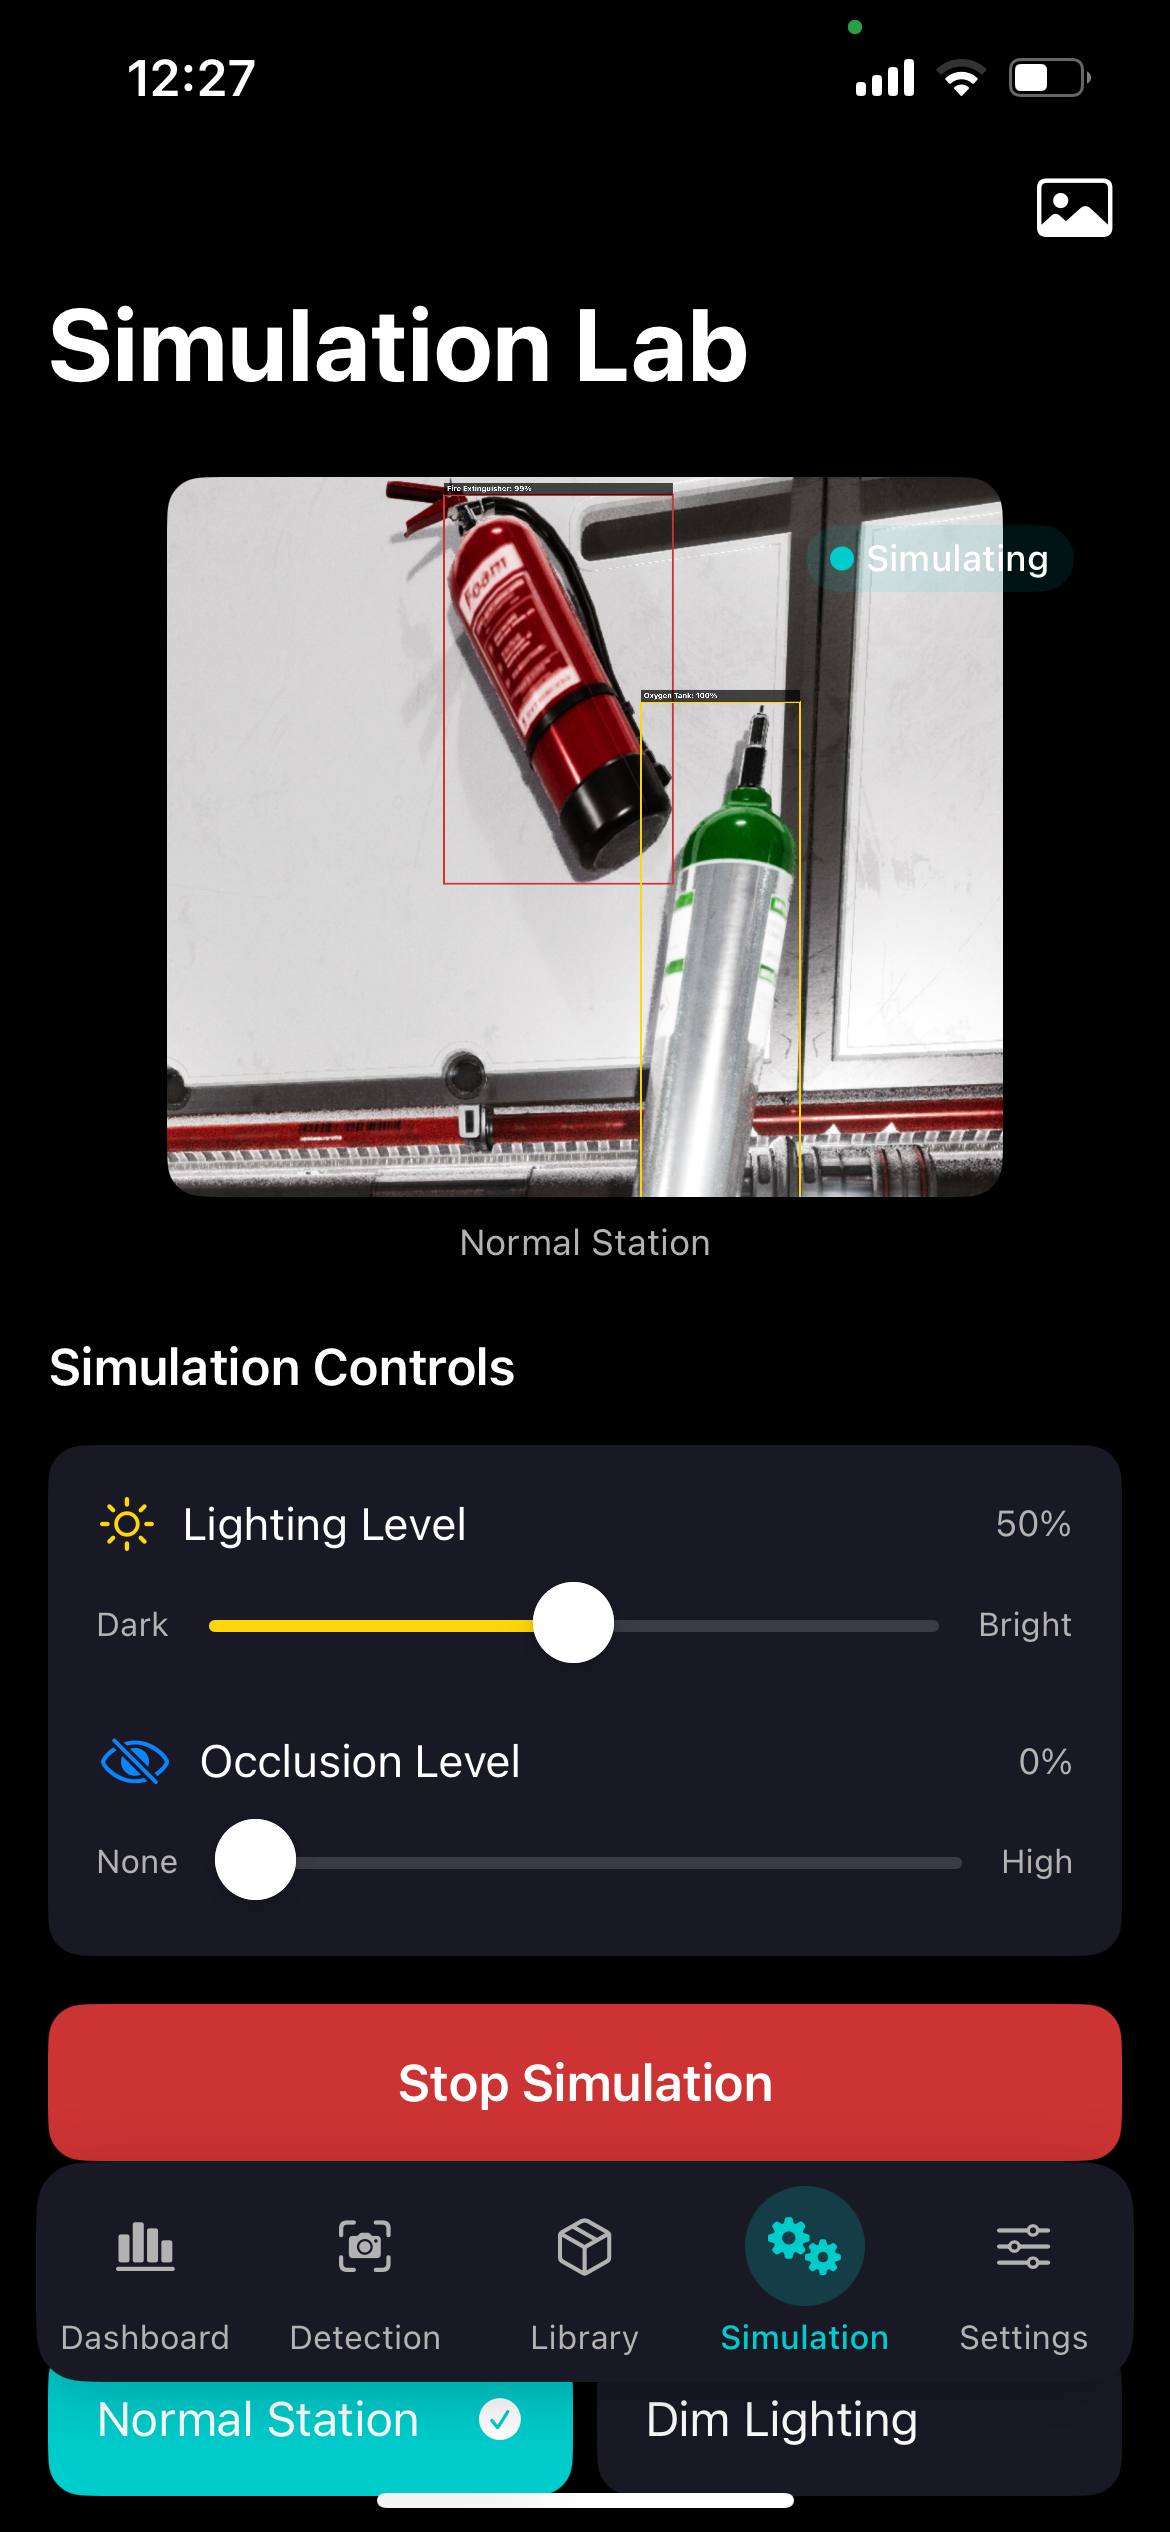 12:27
Simulation Lab
Fire Extinguisher: 99%
Foam
Simulating
Oxygen Tank: 100%
Normal Station
Simulation Controls
Lighting Level
50%
Dark
Bright
Occlusion Level
0%
None
High
Stop Simulation
Dashboard
Detection
Library
Simulation
Settings
Normal Station
Dim Lighting